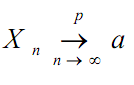 X_n →^p_{n → ∞} a